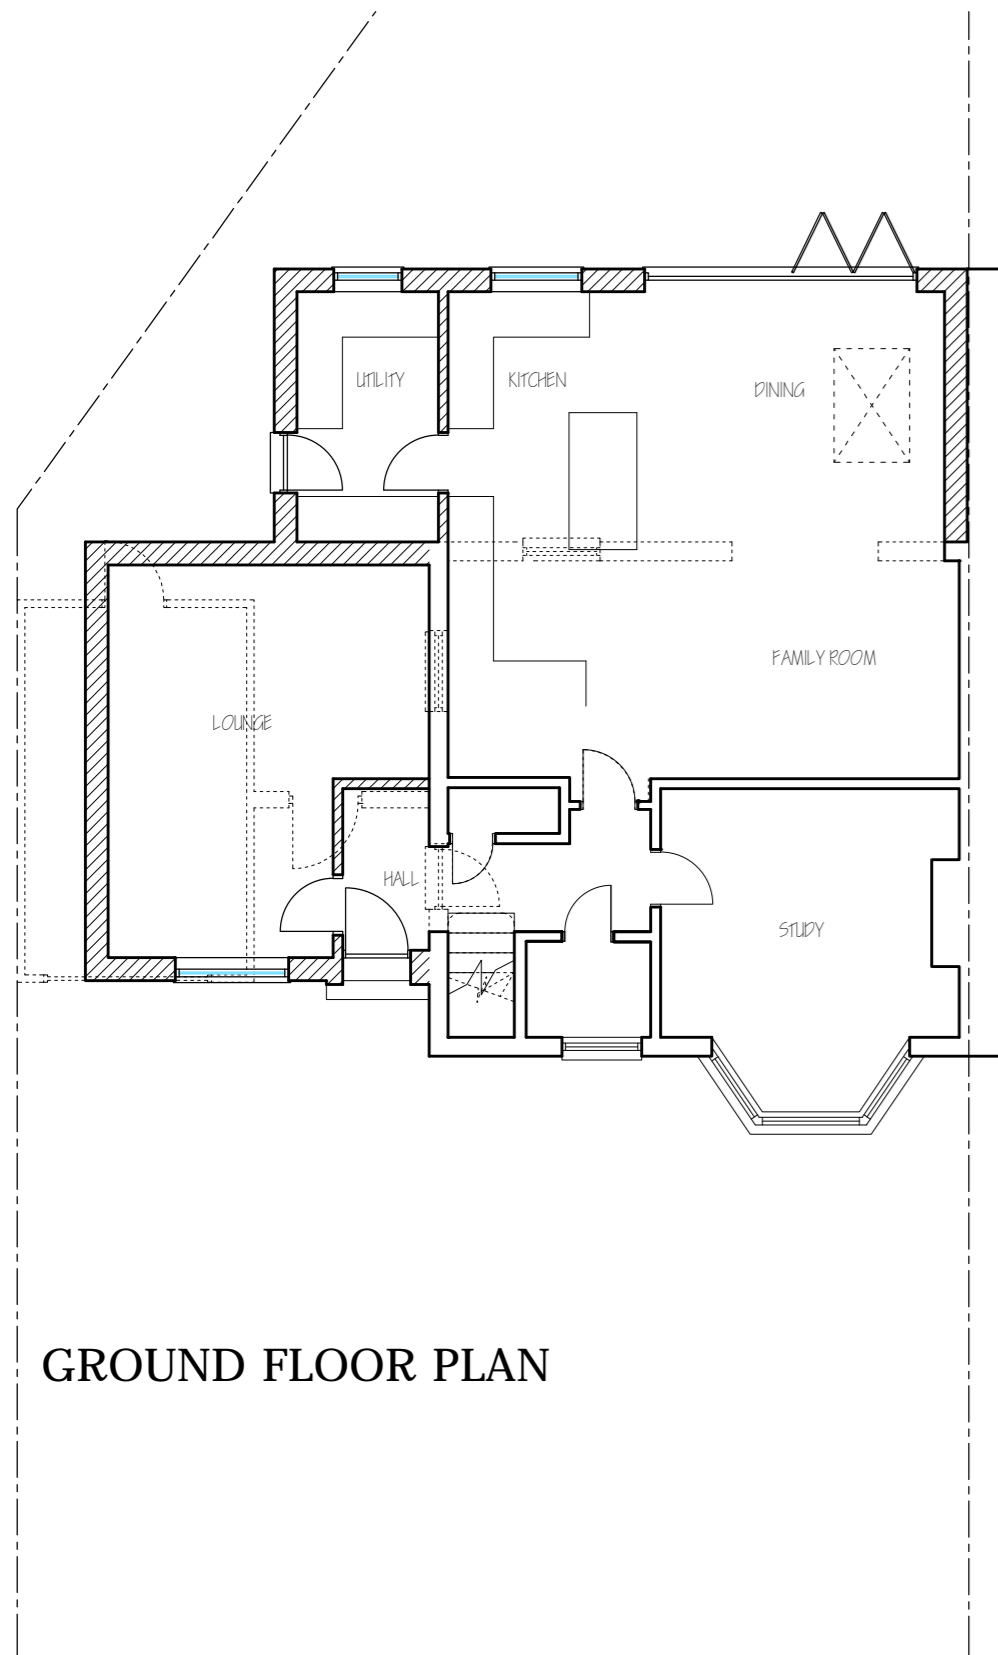 UTILITY
KITCHEN
DINING
FAMILY ROOM
LOUNGE
HALL
STUDY
GROUND FLOOR PLAN